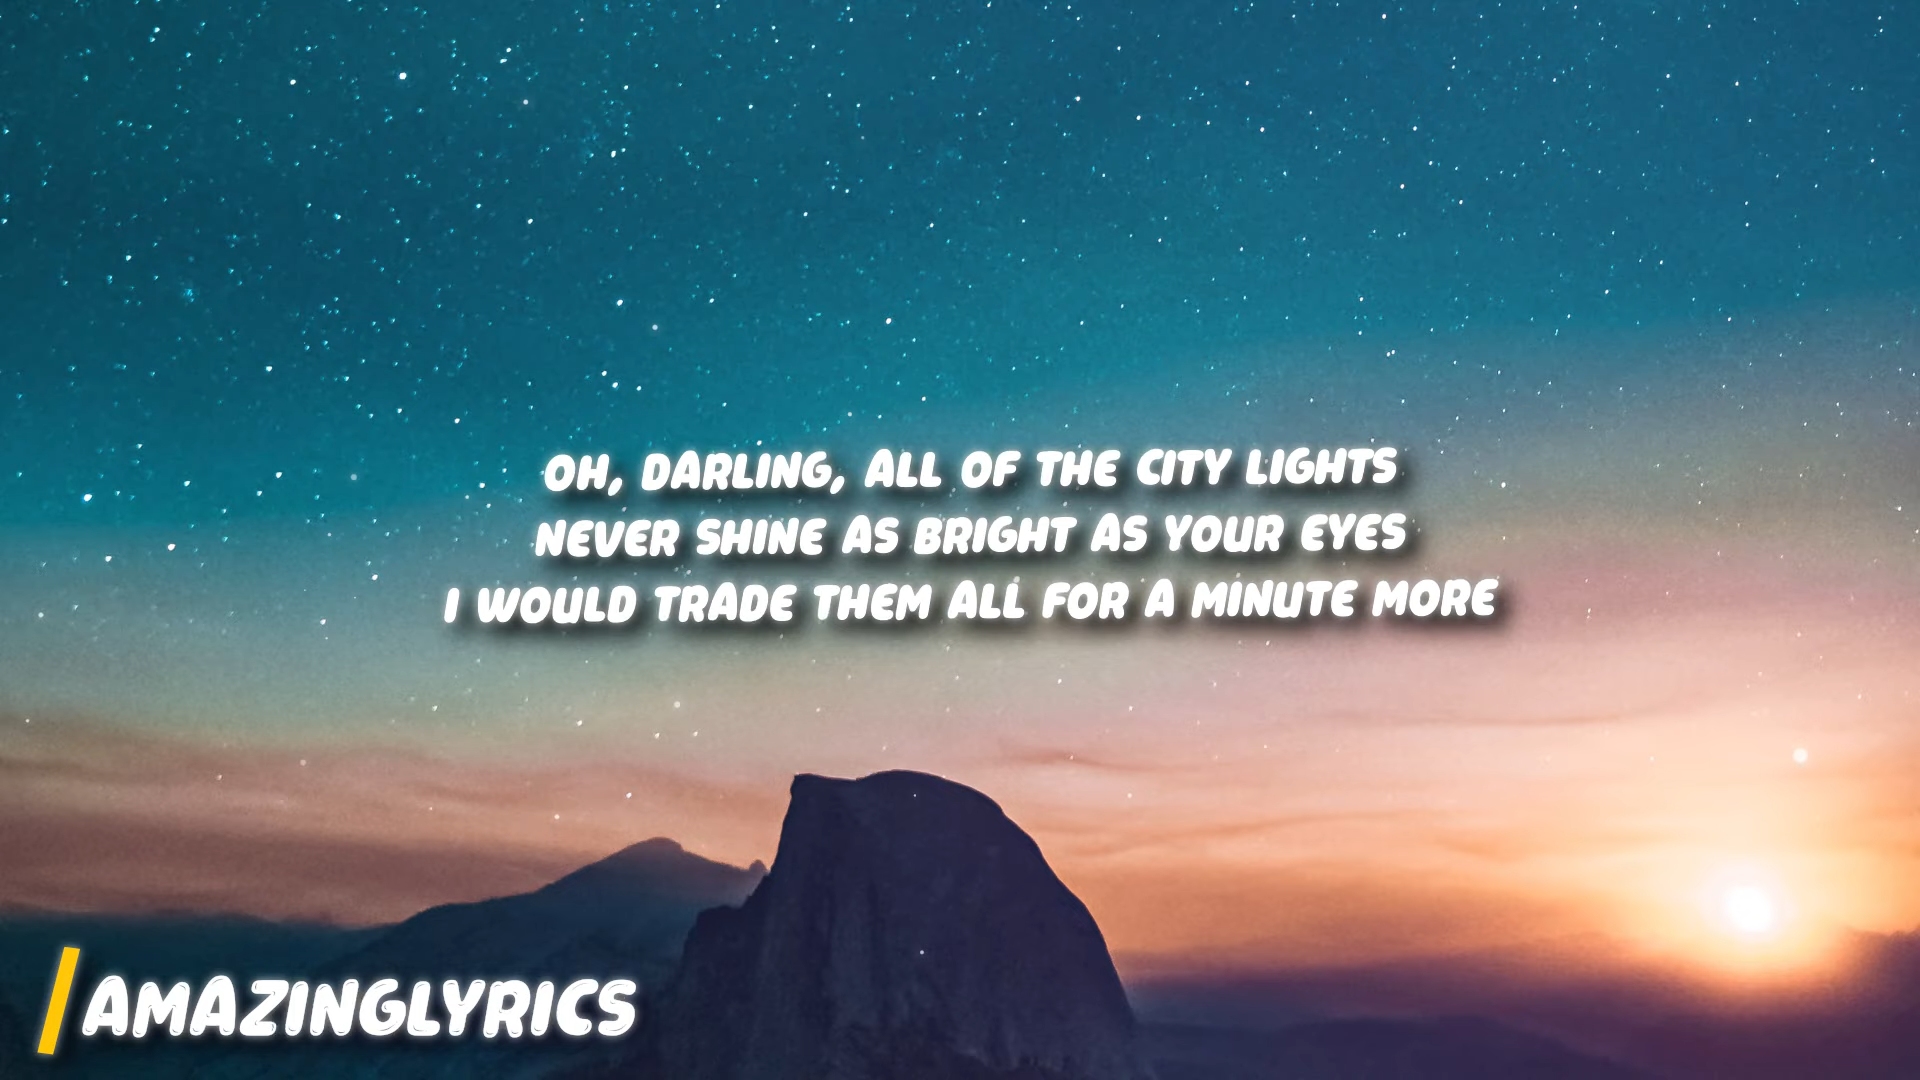 OH, DARLING, ALL OF THE CITY LIGHTS
NEVER SHINE AS BRIGHT AS YOUR EYES
I WOULD TRADE THEM ALL FOR A MINUTE MORE
AMAZINGLYRICS